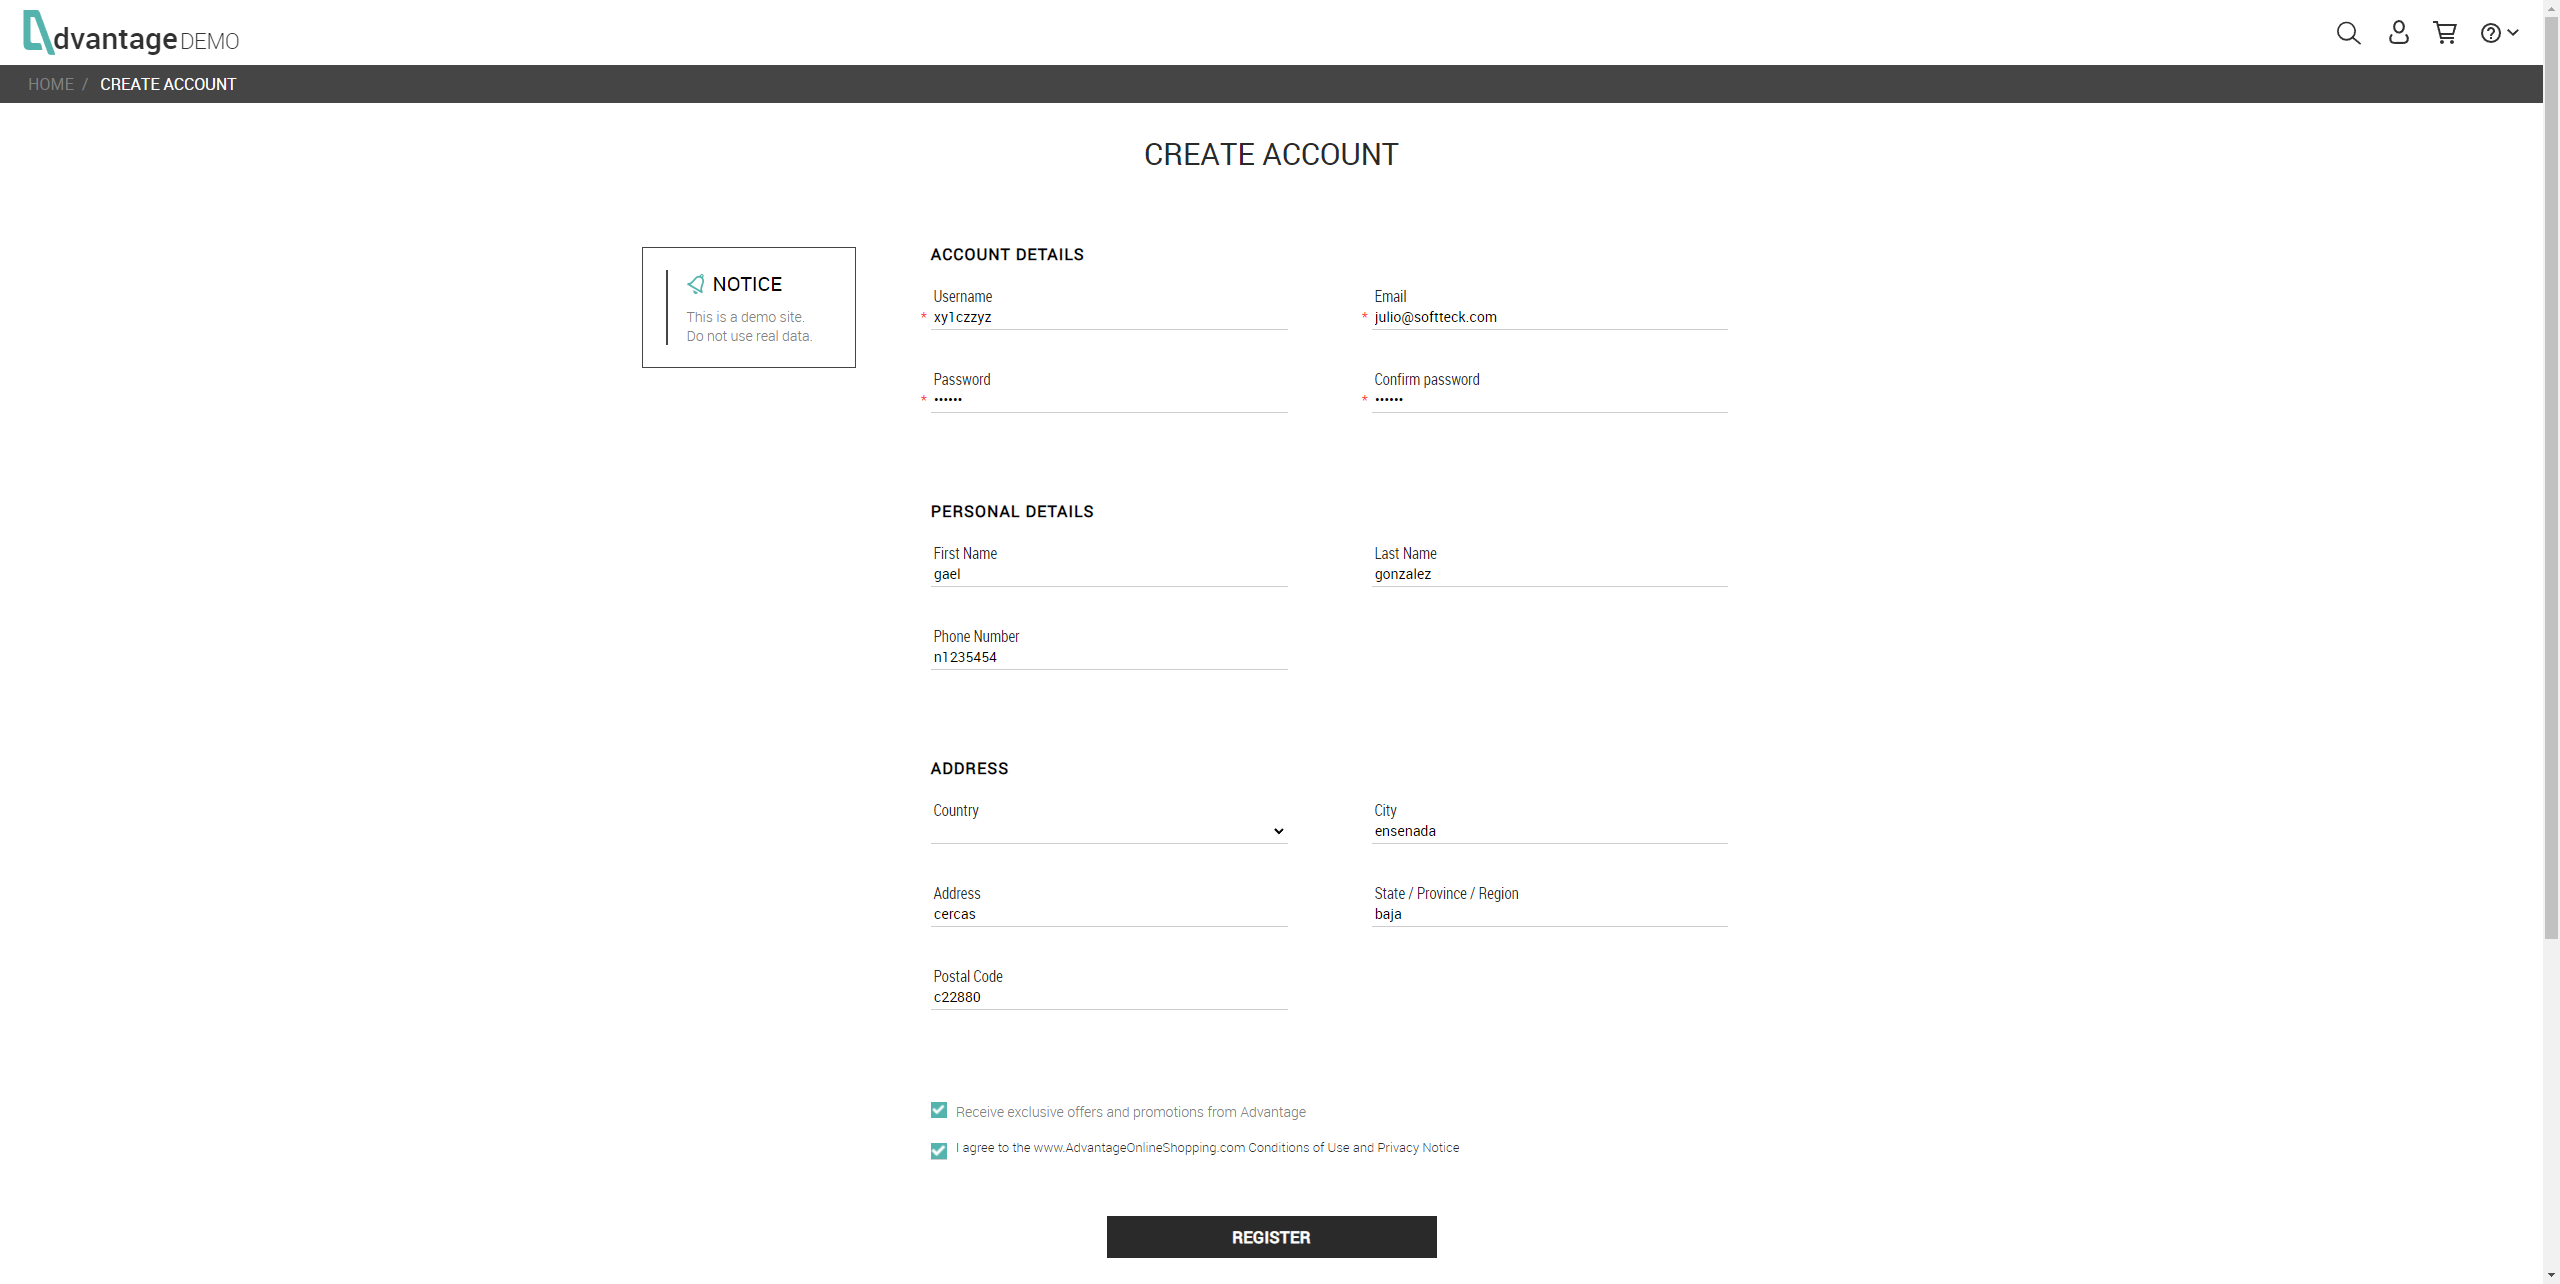 dvantage DEMO
HOME / CREATE ACCOUNT
CREATE ACCOUNT
NOTICE
This is a demo site.
Do not use real data.
ACCOUNT DETAILS
Username
* xy1czzyz
Email
* julio@softteck.com
Password
* ••••••
Confirm password
* ••••••
PERSONAL DETAILS
First Name
gael
Last Name
gonzalez
Phone Number
n1235454
ADDRESS
Country
City
ensenada
Address
cercas
State / Province / Region
baja
Postal Code
c22880
Receive exclusive offers and promotions from Advantage
I agree to the www.AdvantageOnlineShopping.com Conditions of Use and Privacy Notice
REGISTER